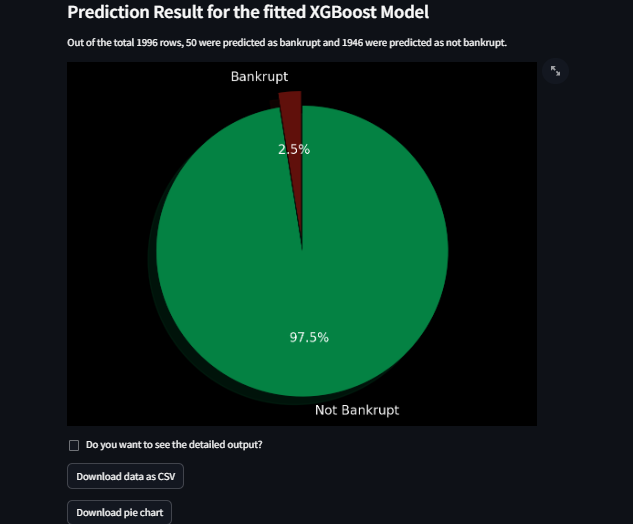 Prediction Result for the fitted XGBoost Model
Out of the total 1996 rows, 50 were predicted as bankrupt and 1946 were predicted as not bankrupt.
Bankrupt
2.5%
97.5%
Not Bankrupt
Do you want to see the detailed output?
Download data as CSV
Download pie chart